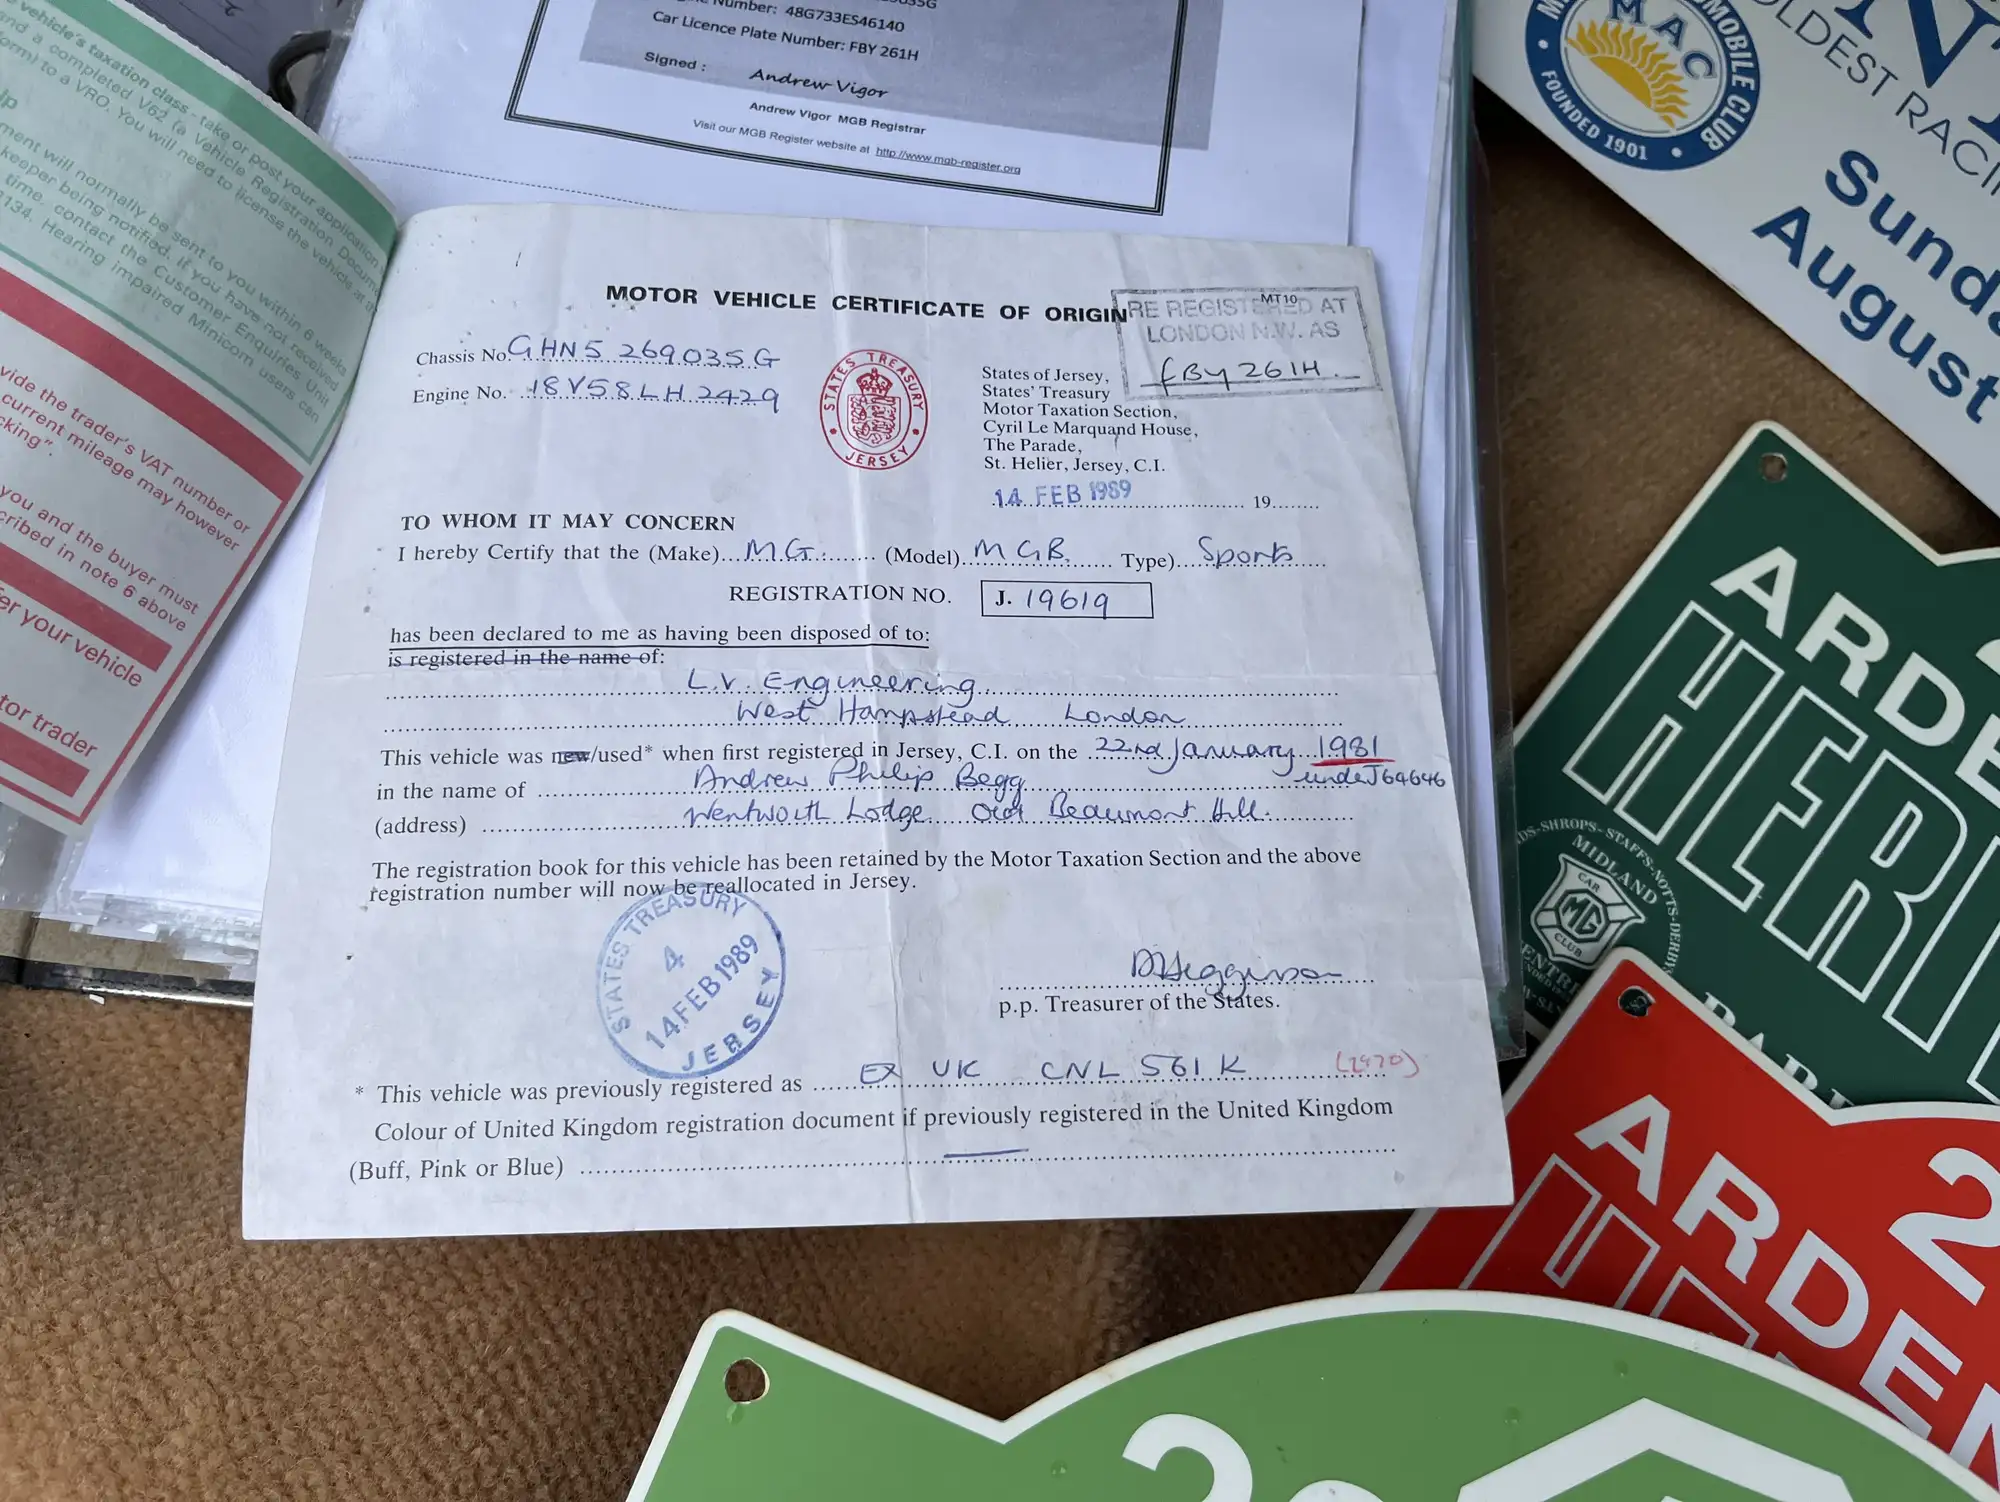 vehicle's taxation class - take or post your application
and a completed V62 (a Vehicle Registration Docum
form) to a VRO. You will need to license the vehicle at
ment will normally be sent to you within 6 weeks
keeper being notified. If you have not received
time, contact the Customer Enquiries Unit
Hearing impaired Minicom users can
vide the trader's VAT number or
current mileage may however
cking".
you and the buyer must
cribed in note 6 above
er your vehicle
tor trader
Number: 48G733ES46140
Car Licence Plate Number: FBY 261H
Signed : Andrew Vigor
Andrew Vigor MGB Registrar
Visit our MGB Register website at http://www.mgb-register.org
MOTOR VEHICLE CERTIFICATE OF ORIGIN
MT10
RE REGISTERED AT
LONDON N.W. AS
FBY 261H.
Chassis No. GHN5 269035G
Engine No. 18V58LH2429
STATES TREASURY
JERSEY
States of Jersey,
States' Treasury
Motor Taxation Section,
Cyril Le Marquand House,
The Parade,
St. Helier, Jersey, C.I.
14 FEB 1989 19
TO WHOM IT MAY CONCERN
I hereby Certify that the (Make) M.G. (Model) MGB. Type) Sports
REGISTRATION NO. J. 19619
has been declared to me as having been disposed of to:
is registered in the name of:
L.V. Engineering
West Hampstead London
This vehicle was new/used* when first registered in Jersey, C.I. on the 22nd January 1981
under J64646
in the name of Andrew Philip Begg
(address) Wentworth Lodge Old Beaumont Hill.
The registration book for this vehicle has been retained by the Motor Taxation Section and the above
registration number will now be reallocated in Jersey.
STATES TREASURY
4
14 FEB 1989
JERSEY
p.p. Treasurer of the States.
* This vehicle was previously registered as EX UK CNL 561 K (1970)
Colour of United Kingdom registration document if previously registered in the United Kingdom
(Buff, Pink or Blue)
MAC
OMOBILE CLUB
FOUNDED 1901
OLDEST RACI
Sunda
August
ARDE
HERI
MIDLAND
CAR
MG
CLUB
CENTRE
2
ARDEN
2